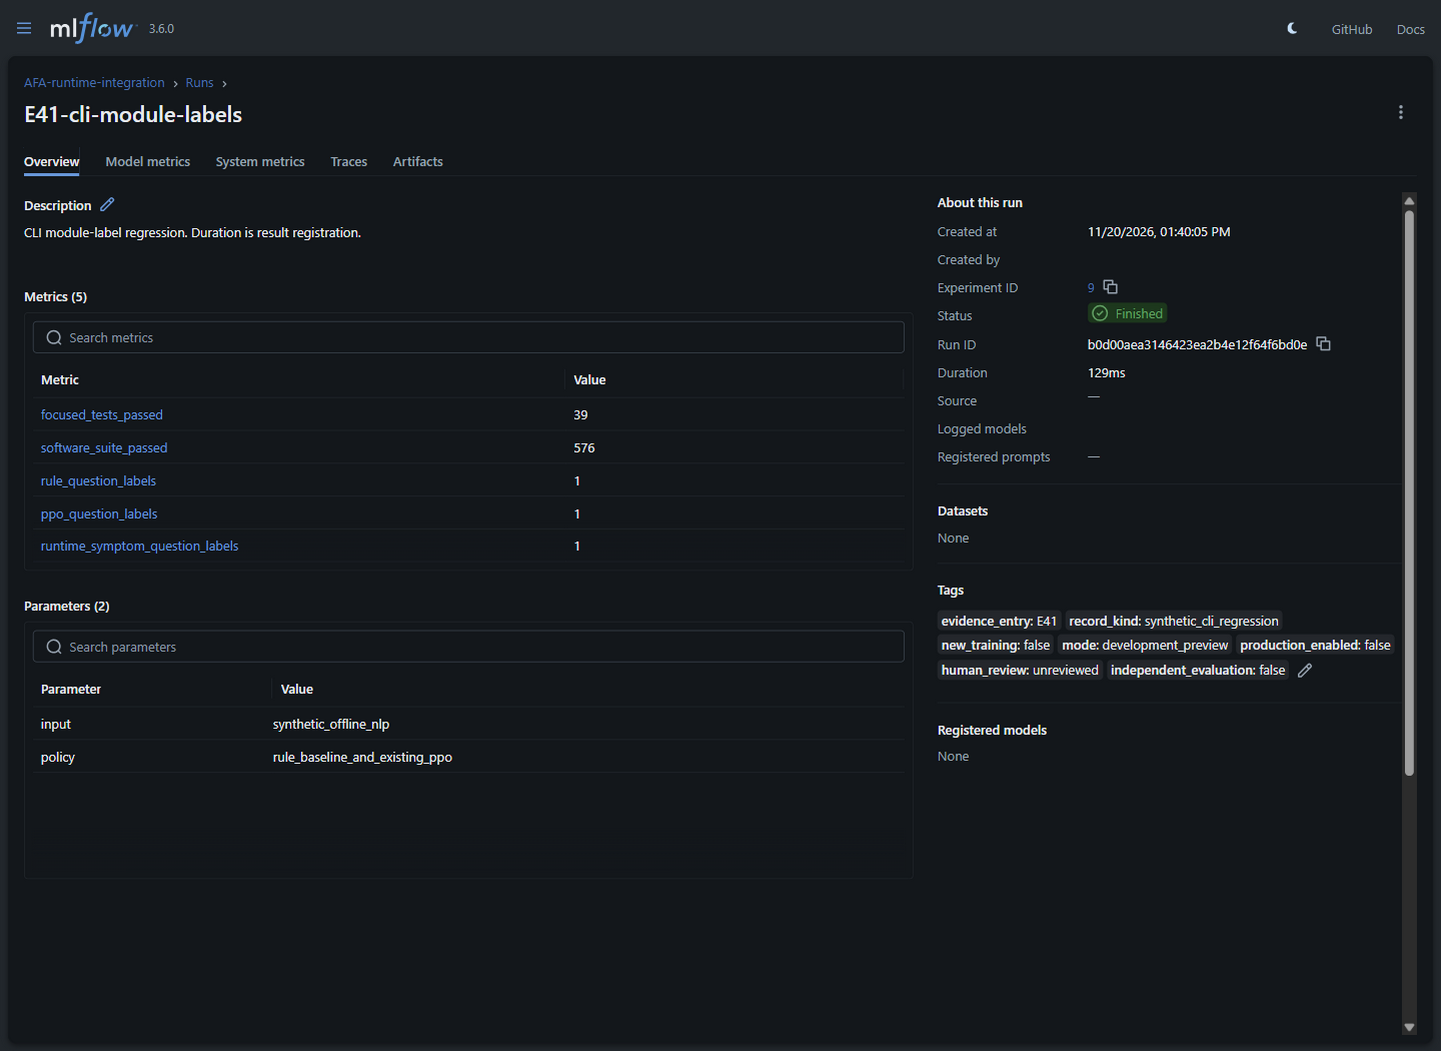 mlflow 3.6.0 GitHub Docs
AFA-runtime-integration › Runs ›
E41-cli-module-labels
Overview Model metrics System metrics Traces Artifacts
Description
CLI module-label regression. Duration is result registration.
Metrics (5)
Search metrics
Metric Value
focused_tests_passed 39
software_suite_passed 576
rule_question_labels 1
ppo_question_labels 1
runtime_symptom_question_labels 1
Parameters (2)
Search parameters
Parameter Value
input synthetic_offline_nlp
policy rule_baseline_and_existing_ppo
About this run
Created at 11/20/2026, 01:40:05 PM
Created by
Experiment ID 9
Status Finished
Run ID b0d00aea3146423ea2b4e12f64f6bd0e
Duration 129ms
Source —
Logged models
Registered prompts —
Datasets
None
Tags
evidence_entry: E41 record_kind: synthetic_cli_regression
new_training: false mode: development_preview production_enabled: false
human_review: unreviewed independent_evaluation: false
Registered models
None